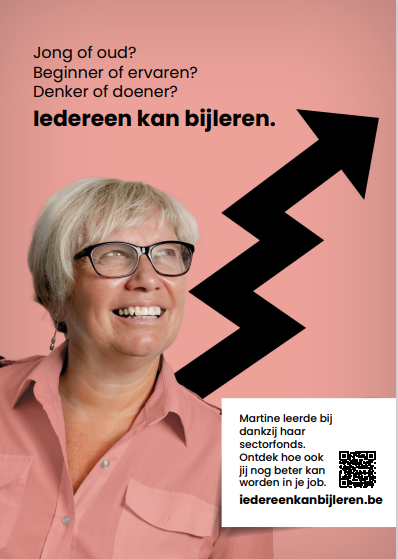 Jong of oud?
Beginner of ervaren?
Denker of doener?
Iedereen kan bijleren.
Martine leerde bij
dankzij haar
sectorfonds.
Ontdek hoe ook
jij nog beter kan
worden in je job.
iedereenkanbijleren.be